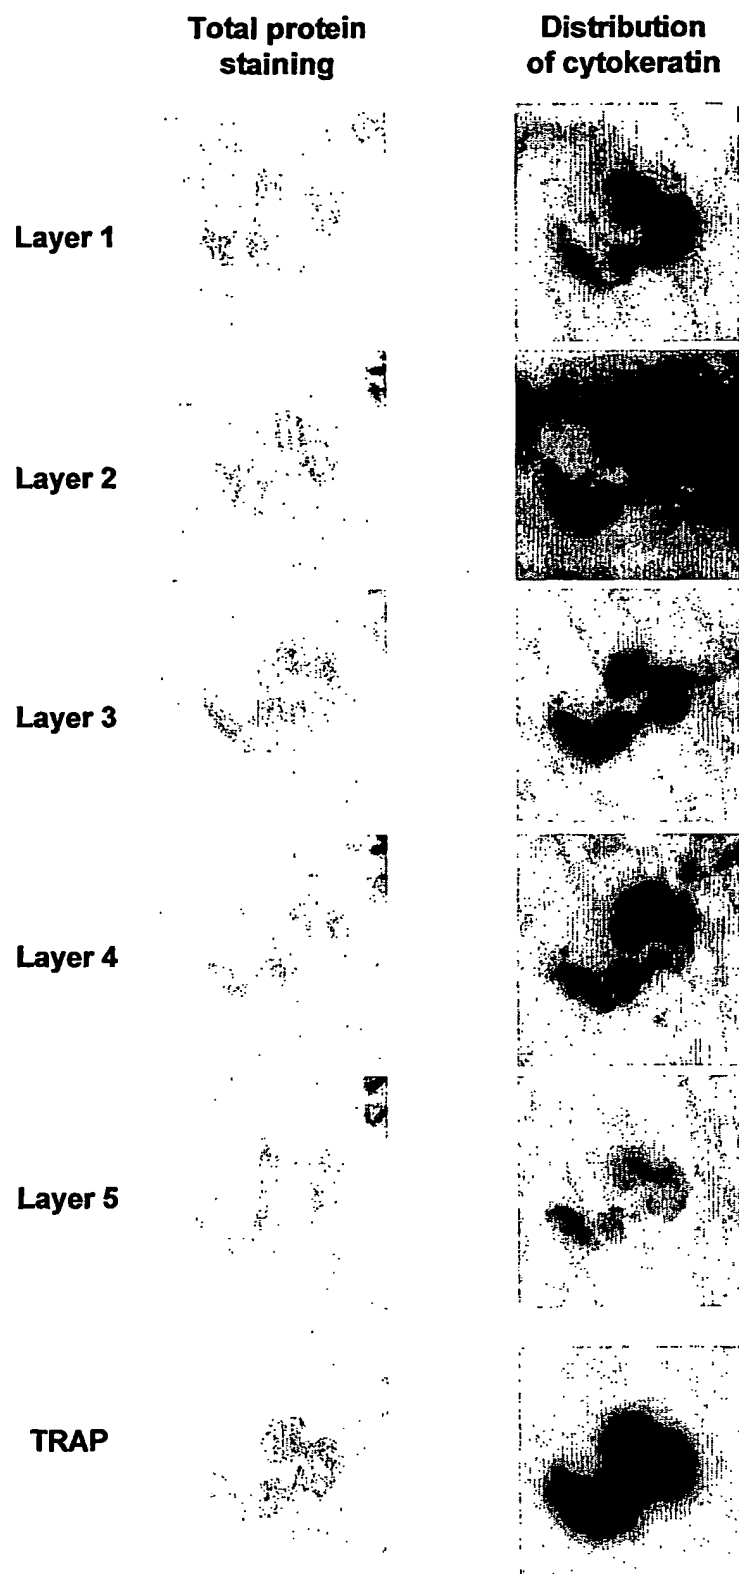 Total protein
staining
Distribution
of cytokeratin
Layer 1
Layer 2
Layer 3
Layer 4
Layer 5
TRAP